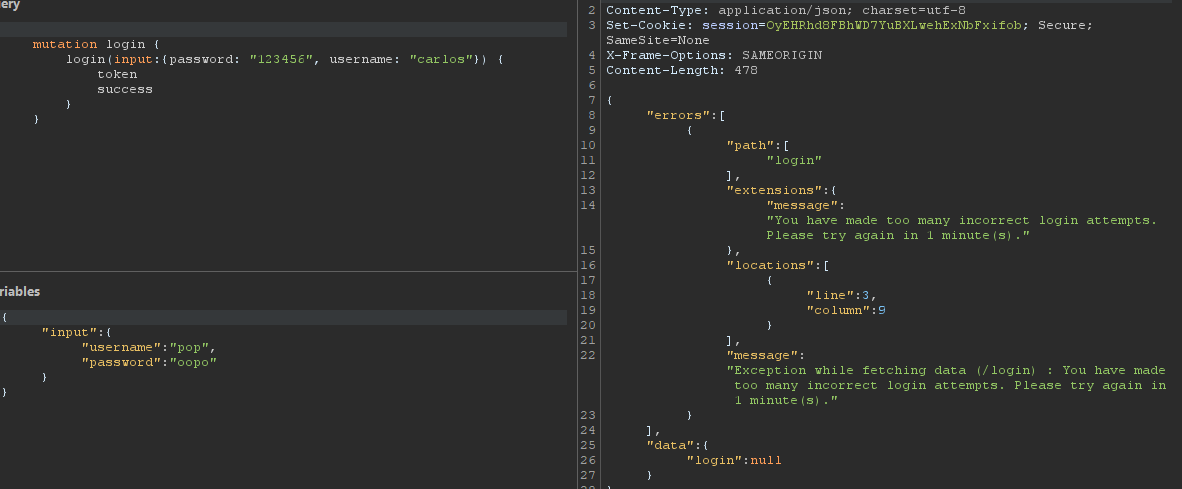 ery
mutation login {
login(input:{password: "123456", username: "carlos"}) {
token
success
}
}
riables
{
"input":{
"username":"pop",
"password":"oopo"
}
}
2 Content-Type: application/json; charset=utf-8
3 Set-Cookie: session=OyEHRhd8FBhWD7YuBXLwehExNbFxifob; Secure;
SameSite=None
4 X-Frame-Options: SAMEORIGIN
5 Content-Length: 478
6
7 {
8 "errors":[
9 {
10 "path":[
11 "login"
12 ],
13 "extensions":{
14 "message":
"You have made too many incorrect login attempts.
Please try again in 1 minute(s)."
15 },
16 "locations":[
17 {
18 "line":3,
19 "column":9
20 }
21 ],
22 "message":
"Exception while fetching data (/login) : You have made
too many incorrect login attempts. Please try again in
1 minute(s)."
23 }
24 ],
25 "data":{
26 "login":null
27 }